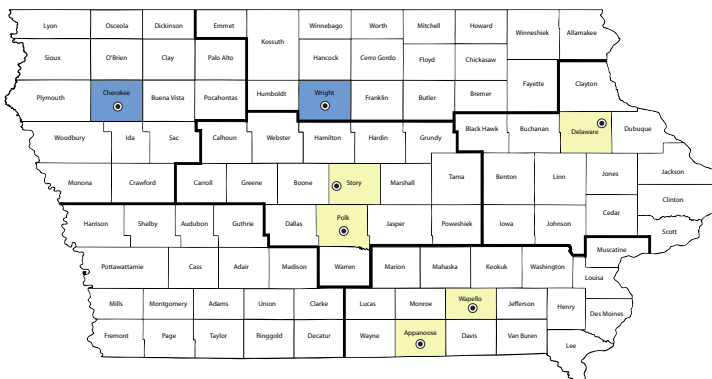 Lyon
Osceola
Dickinson
Emmet
Winnebago
Worth
Mitchell
Howard
Winneshiek
Allamakee
Kossuth
Sioux
O'Brien
Clay
Palo Alto
Hancock
Cerro Gordo
Floyd
Chickasaw
Fayette
Clayton
Plymouth
Cherokee
Buena Vista
Pocahontas
Humboldt
Wright
Franklin
Butler
Bremer
Woodbury
Ida
Sac
Calhoun
Webster
Hamilton
Hardin
Grundy
Black Hawk
Buchanan
Delaware
Dubuque
Monona
Crawford
Carroll
Greene
Boone
Story
Marshall
Tama
Benton
Linn
Jones
Jackson
Clinton
Harrison
Shelby
Audubon
Guthrie
Dallas
Polk
Jasper
Poweshiek
Iowa
Johnson
Cedar
Scott
Muscatine
Pottawattamie
Cass
Adair
Madison
Warren
Marion
Mahaska
Keokuk
Washington
Louisa
Mills
Montgomery
Adams
Union
Clarke
Lucas
Monroe
Wapello
Jefferson
Henry
Des Moines
Fremont
Page
Taylor
Ringgold
Decatur
Wayne
Appanoose
Davis
Van Buren
Lee